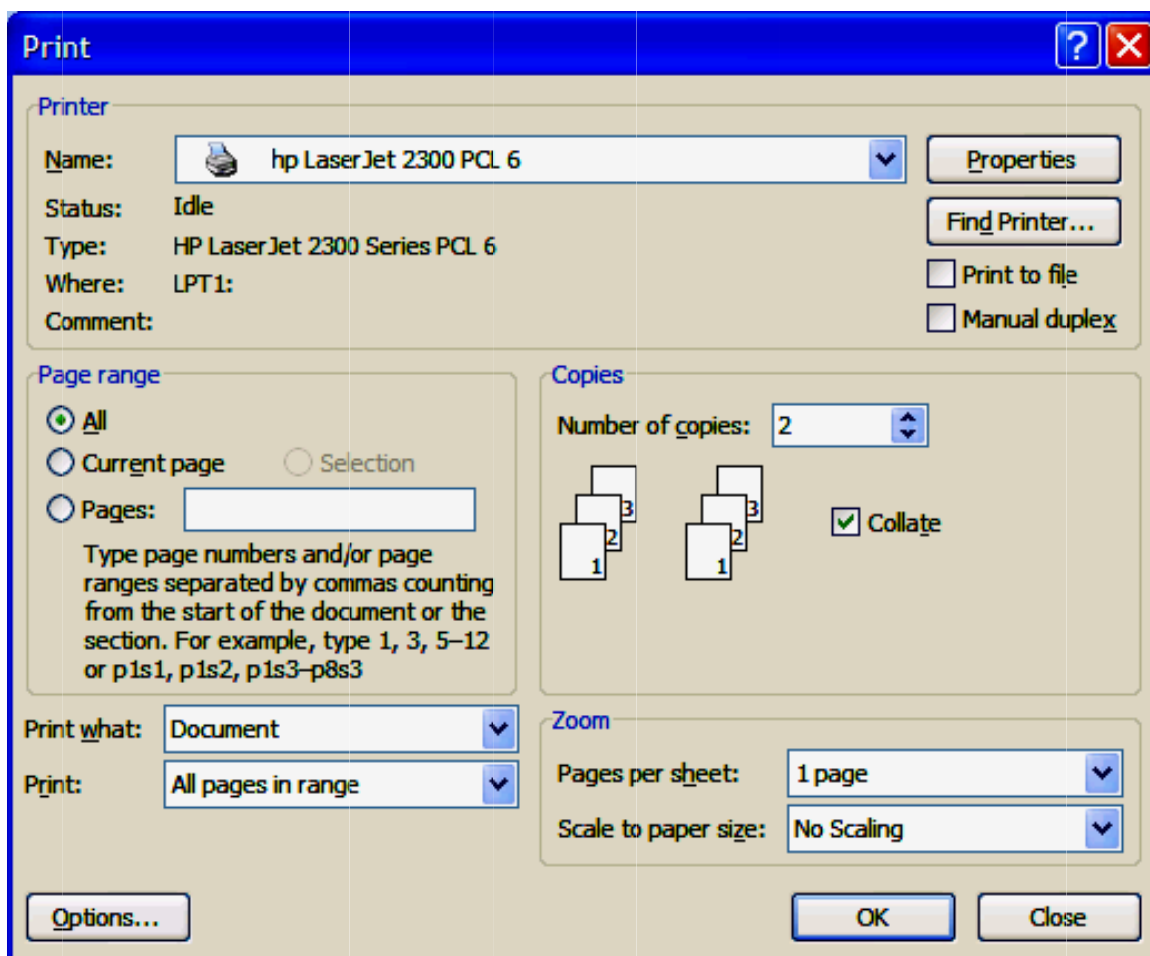 Print
Printer
Name: hp LaserJet 2300 PCL 6 Properties
Status: Idle
Find Printer...
Type: HP LaserJet 2300 Series PCL 6
Where: LPT1: Print to file
Comment: Manual duplex
Page range
All
Current page Selection
Pages:
Type page numbers and/or page
ranges separated by commas counting
from the start of the document or the
section. For example, type 1, 3, 5–12
or p1s1, p1s2, p1s3–p8s3
Copies
Number of copies: 2
3 3
2 2
1 1
Collate
Print what: Document
Print: All pages in range
Zoom
Pages per sheet: 1 page
Scale to paper size: No Scaling
Options... OK Close